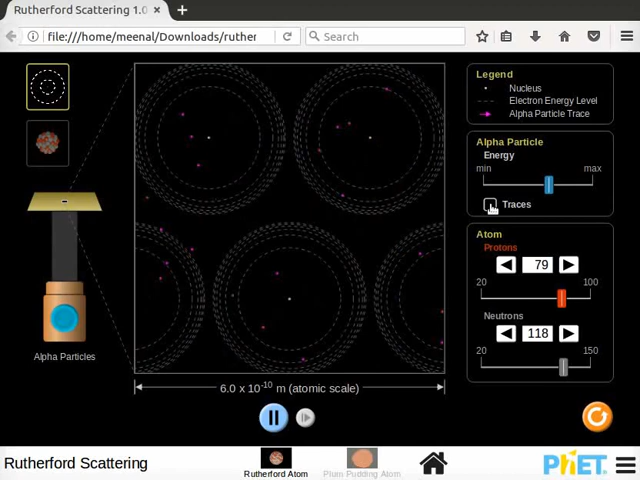 Rutherford Scattering 1.0
file:///home/meenal/Downloads/ruther
Search
Legend
Nucleus
Electron Energy Level
Alpha Particle Trace
Alpha Particle
Energy
min max
Traces
Atom
Protons
79
20 100
Neutrons
118
20 150
Alpha Particles
6.0 x 10-10 m (atomic scale)
Rutherford Scattering
Rutherford Atom
Plum Pudding Atom
PhET